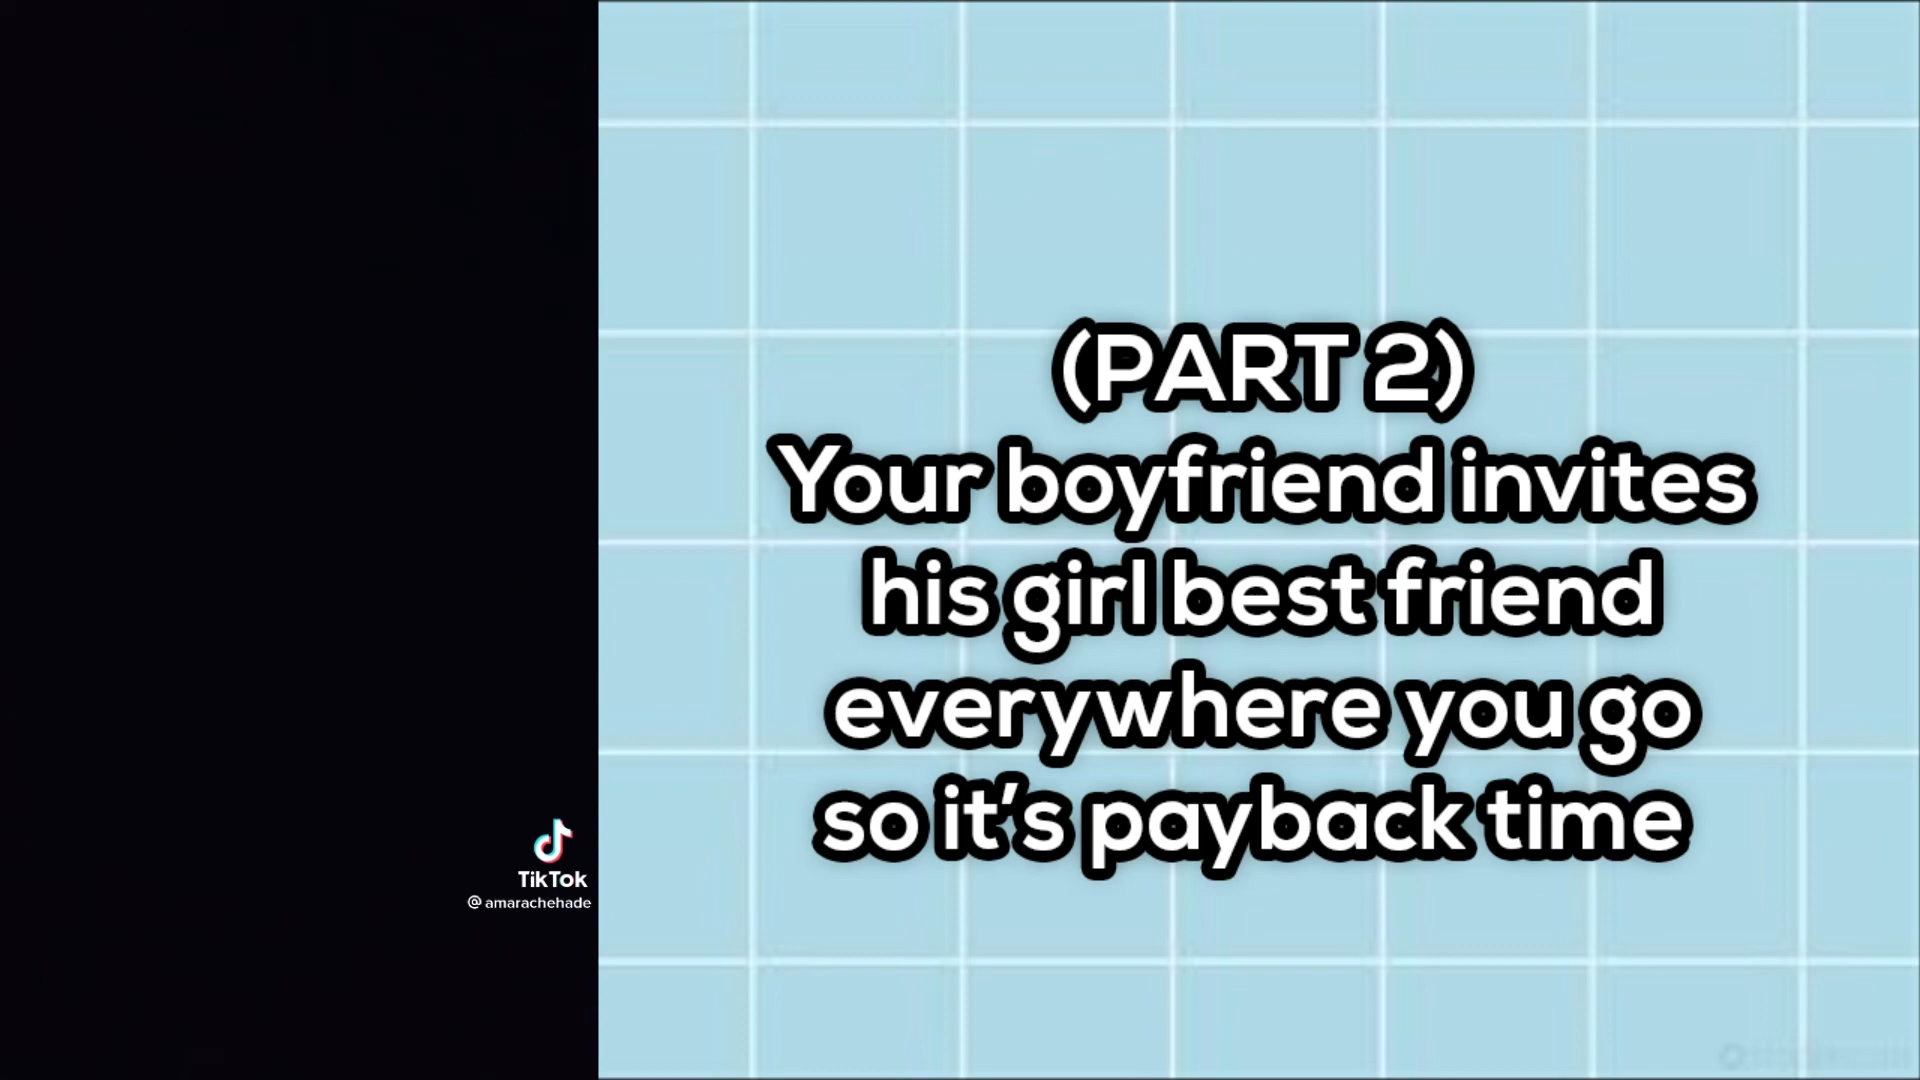 TikTok
@amarachehade
(PART 2)
Your boyfriend invites
his girl best friend
everywhere you go
so it's payback time